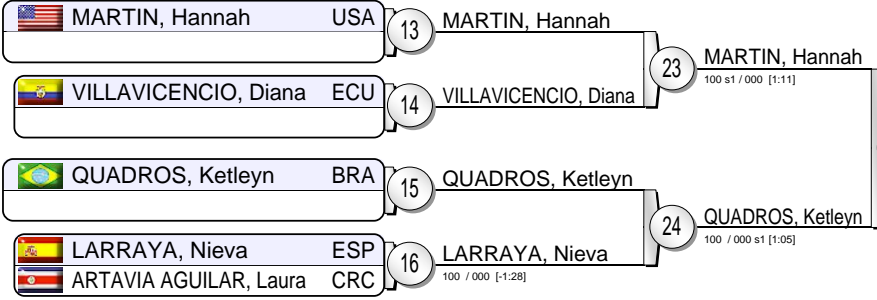 MARTIN, Hannah USA
13
MARTIN, Hannah
23
MARTIN, Hannah
100 s1 / 000 [1:11]
VILLAVICENCIO, Diana ECU
14
VILLAVICENCIO, Diana
QUADROS, Ketleyn BRA
15
QUADROS, Ketleyn
24
QUADROS, Ketleyn
100 / 000 s1 [1:05]
LARRAYA, Nieva ESP
ARTAVIA AGUILAR, Laura CRC
16
LARRAYA, Nieva
100 / 000 [-1:28]